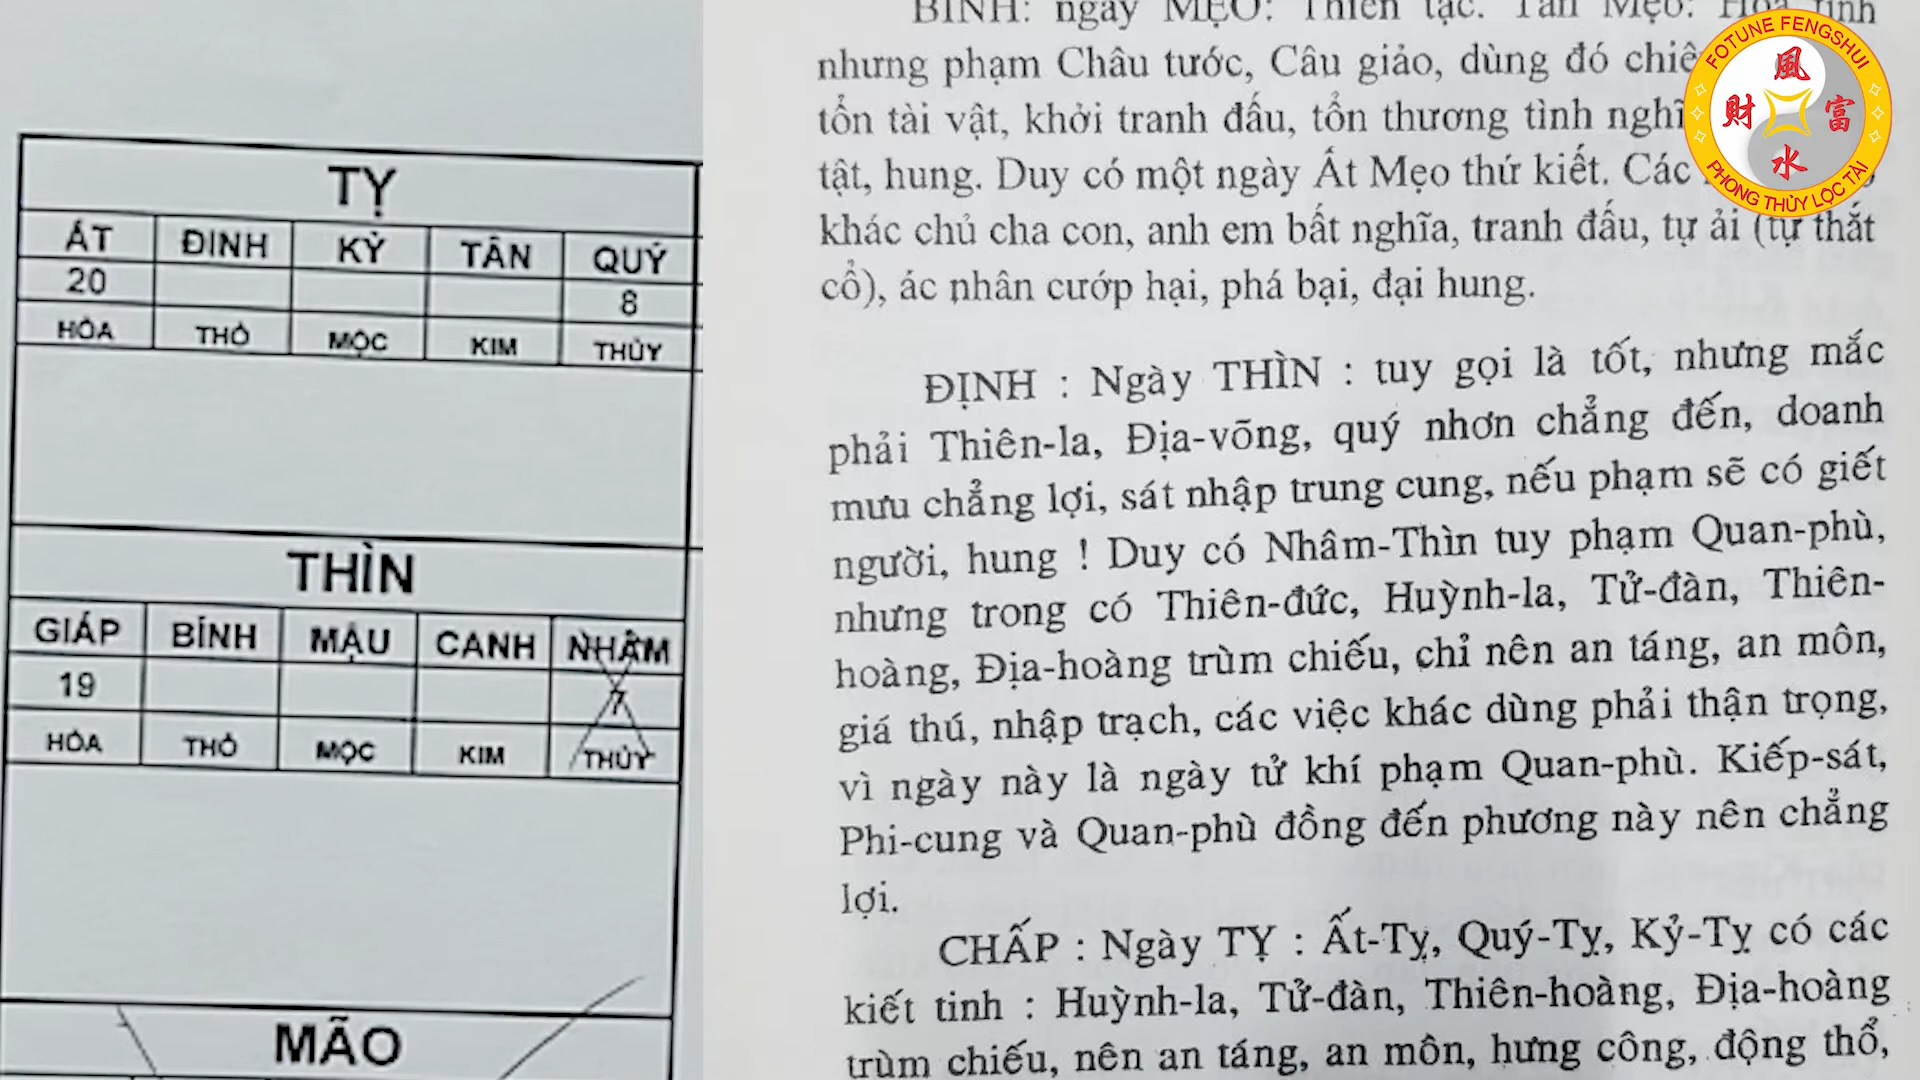 TỴ
ÁT ĐINH KỶ TÂN QUÝ
20 8
HỎA THỔ MỘC KIM THỦY
THÌN
GIÁP BÍNH MẬU CANH NHÂM
19 7
HỎA THỔ MỘC KIM THỦY
MÃO
BÌNH: ngày MẸO: Thiên tặc. Tân Mẹo:
nhưng phạm Châu tước, Câu giảo, dùng đó
tổn tài vật, khởi tranh đấu, tổn thương tình
tật, hung. Duy có một ngày Ất Mẹo thứ kiết. Các
khác chủ cha con, anh em bất nghĩa, tranh đấu, tự ải (tự thắt
cổ), ác nhân cướp hại, phá bại, đại hung.
ĐỊNH : Ngày THÌN : tuy gọi là tốt, nhưng mắc
phải Thiên-la, Địa-võng, quý nhơn chẳng đến, doanh
mưu chẳng lợi, sát nhập trung cung, nếu phạm sẽ có giết
người, hung ! Duy có Nhâm-Thìn tuy phạm Quan-phù,
nhưng trong có Thiên-đức, Huỳnh-la, Tử-đàn, Thiên-
hoàng, Địa-hoàng trùm chiếu, chỉ nên an táng, an môn,
giá thú, nhập trạch, các việc khác dùng phải thận trọng,
vì ngày này là ngày tử khí phạm Quan-phù. Kiếp-sát,
Phi-cung và Quan-phù đồng đến phương này nên chẳng
lợi.
CHẤP : Ngày TỴ : Ất-Tỵ, Quý-Tỵ, Kỷ-Tỵ có các
kiết tinh : Huỳnh-la, Tử-đàn, Thiên-hoàng, Địa-hoàng
trùm chiếu, nên an táng, an môn, hưng công, động thổ,
FOTUNE FENGSHUI
風
財 富
水
PHONG THỦY LỘC TÀI